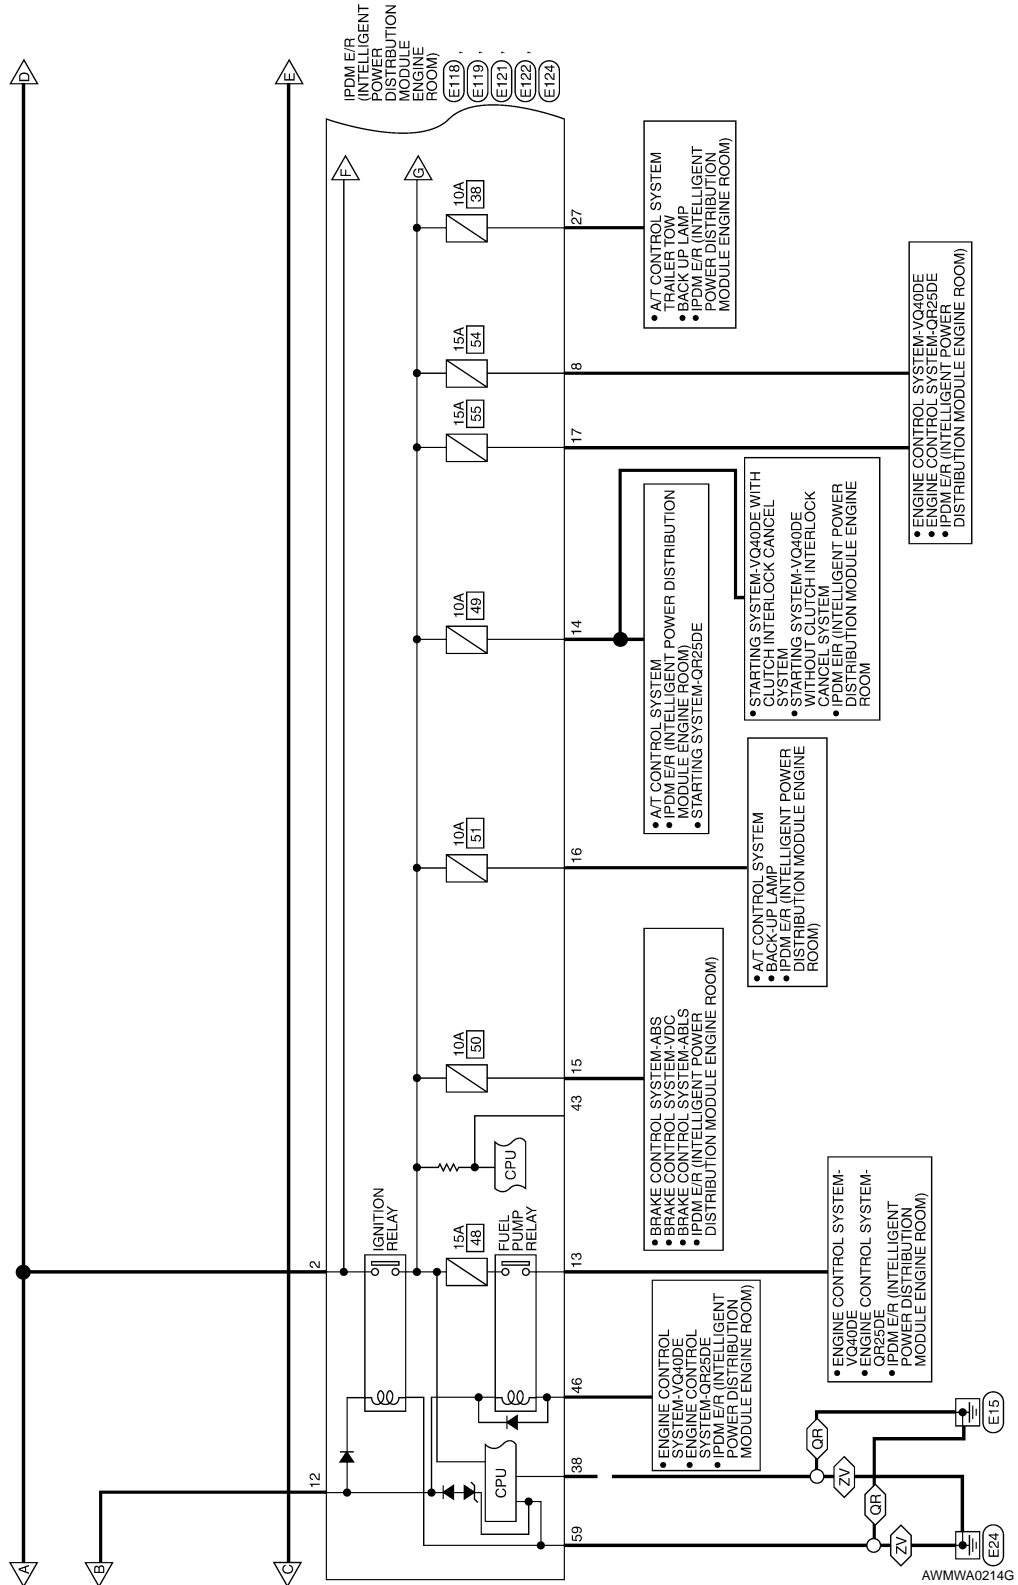 D
E
IPDM E/R
(INTELLIGENT
POWER
DISTRBUTION
MODULE
ENGINE
ROOM)
E118 ,
E119 ,
E121 ,
E122 ,
E124
F
G
10A
38
27
• A/T CONTROL SYSTEM
TRAILER TOW
• BACK UP LAMP
• IPDM E/R (INTELLIGENT
POWER DISTRIBUTION
MODULE ENGINE ROOM)
15A
54
8
15A
55
17
• ENGINE CONTROL SYSTEM-VQ40DE
• ENGINE CONTROL SYSTEM-QR25DE
• IPDM E/R (INTELLIGENT POWER
DISTRIBUTION MODULE ENGINE ROOM)
10A
49
14
• A/T CONTROL SYSTEM
• IPDM E/R (INTELLIGENT POWER DISTRIBUTION
MODULE ENGINE ROOM)
• STARTING SYSTEM-QR25DE
• STARTING SYSTEM-VQ40DE WITH
CLUTCH INTERLOCK CANCEL
SYSTEM
• STARTING SYSTEM-VQ40DE
WITHOUT CLUTCH INTERLOCK
CANCEL SYSTEM
• IPDM EIR (INTELLIGENT POWER
DISTRIBUTION MODULE ENGINE
ROOM
10A
51
16
• A/T CONTROL SYSTEM
• BACK-UP LAMP
• IPDM E/R (INTELLIGENT POWER
DISTRIBUTION MODULE ENGINE
ROOM)
10A
50
15
43
CPU
• BRAKE CONTROL SYSTEM-ABS
• BRAKE CONTROL SYSTEM-VDC
• BRAKE CONTROL SYSTEM-ABLS
• IPDM E/R (INTELLIGENT POWER
DISTRIBUTION MODULE ENGINE ROOM)
2
IGNITION
RELAY
15A
48
FUEL
PUMP
RELAY
13
• ENGINE CONTROL SYSTEM-
VQ40DE
• ENGINE CONTROL SYSTEM-
QR25DE
• IPDM E/R (INTELLIGENT
POWER DISTRIBUTION
MODULE ENGINE ROOM)
46
• ENGINE CONTROL
SYSTEM-VQ40DE
• ENGINE CONTROL
SYSTEM-QR25DE
• IPDM E/R (INTELLIGENT
POWER DISTRIBUTION
MODULE ENGINE ROOM)
12
CPU
38
59
QR
ZV
QR
ZV
E15
E24
A
B
C
AWMWA0214G